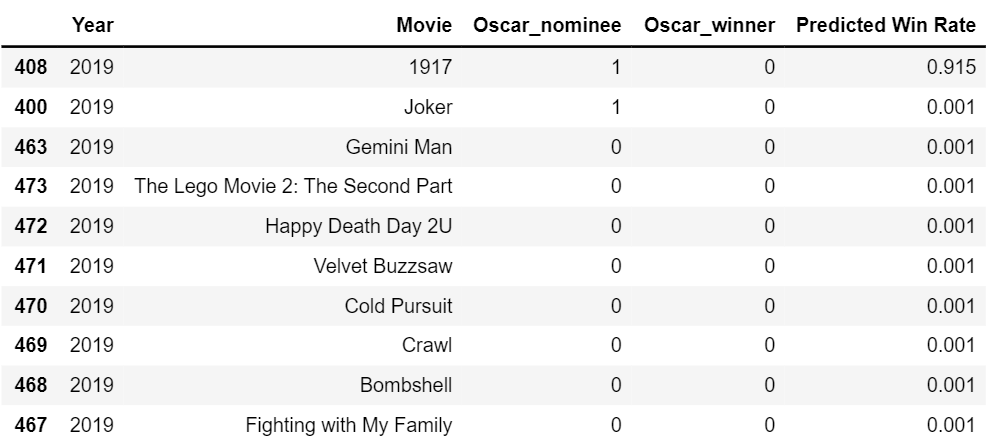 Year Movie Oscar_nominee Oscar_winner Predicted Win Rate
408 2019 1917 1 0 0.915
400 2019 Joker 1 0 0.001
463 2019 Gemini Man 0 0 0.001
473 2019 The Lego Movie 2: The Second Part 0 0 0.001
472 2019 Happy Death Day 2U 0 0 0.001
471 2019 Velvet Buzzsaw 0 0 0.001
470 2019 Cold Pursuit 0 0 0.001
469 2019 Crawl 0 0 0.001
468 2019 Bombshell 0 0 0.001
467 2019 Fighting with My Family 0 0 0.001